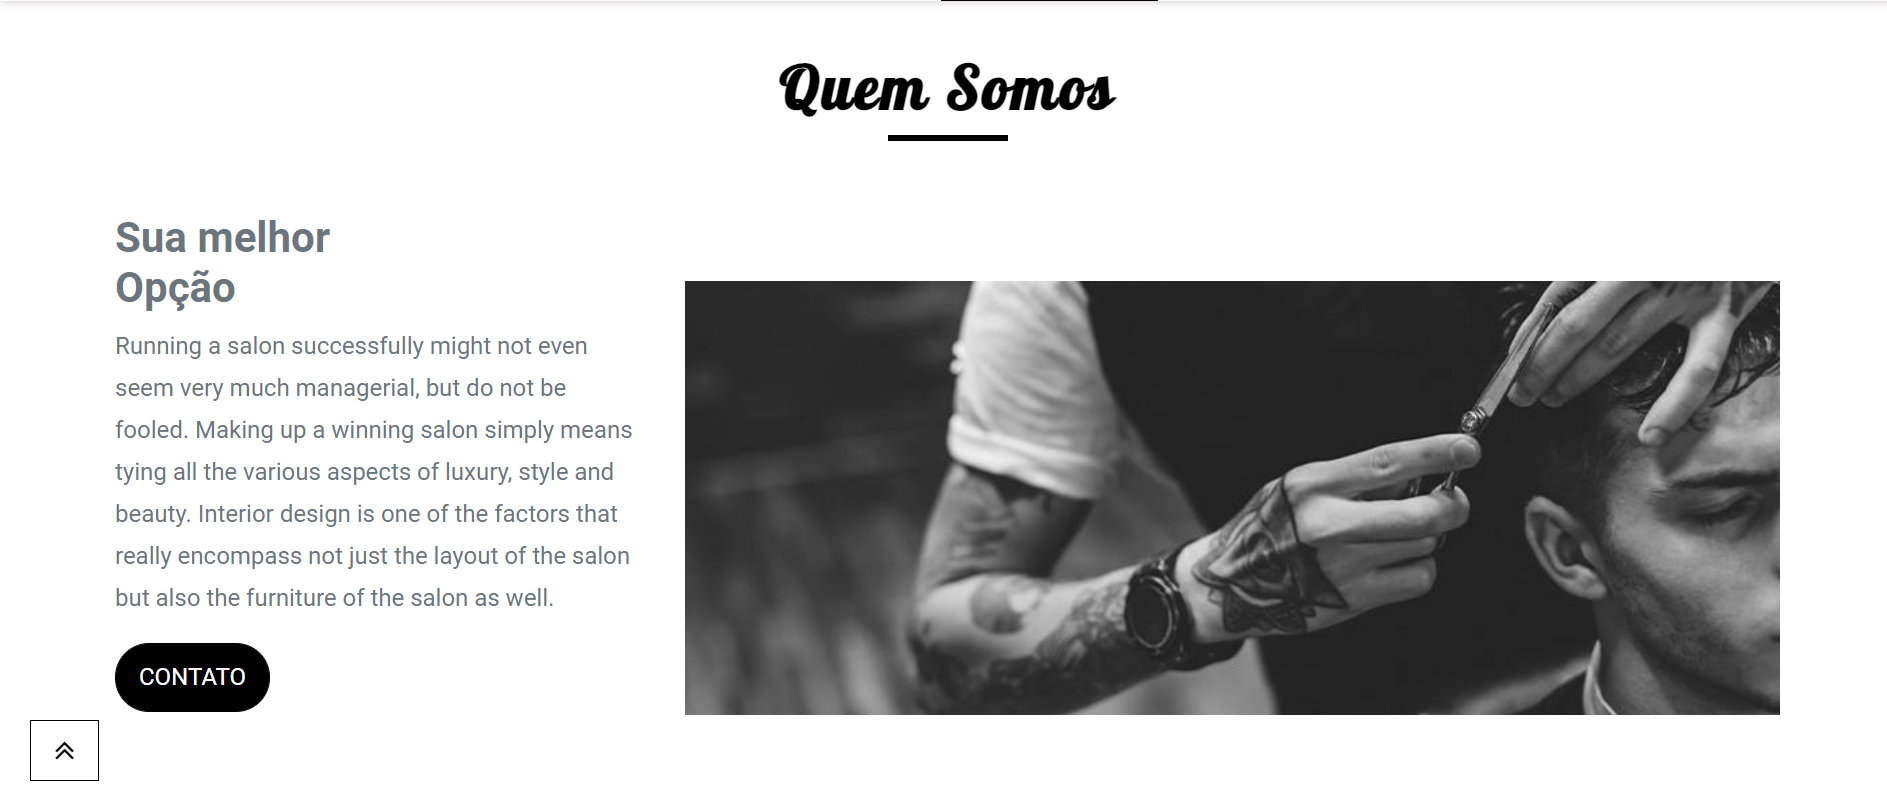 Quem Somos
Sua melhor
Opção
Running a salon successfully might not even
seem very much managerial, but do not be
fooled. Making up a winning salon simply means
tying all the various aspects of luxury, style and
beauty. Interior design is one of the factors that
really encompass not just the layout of the salon
but also the furniture of the salon as well.
CONTATO